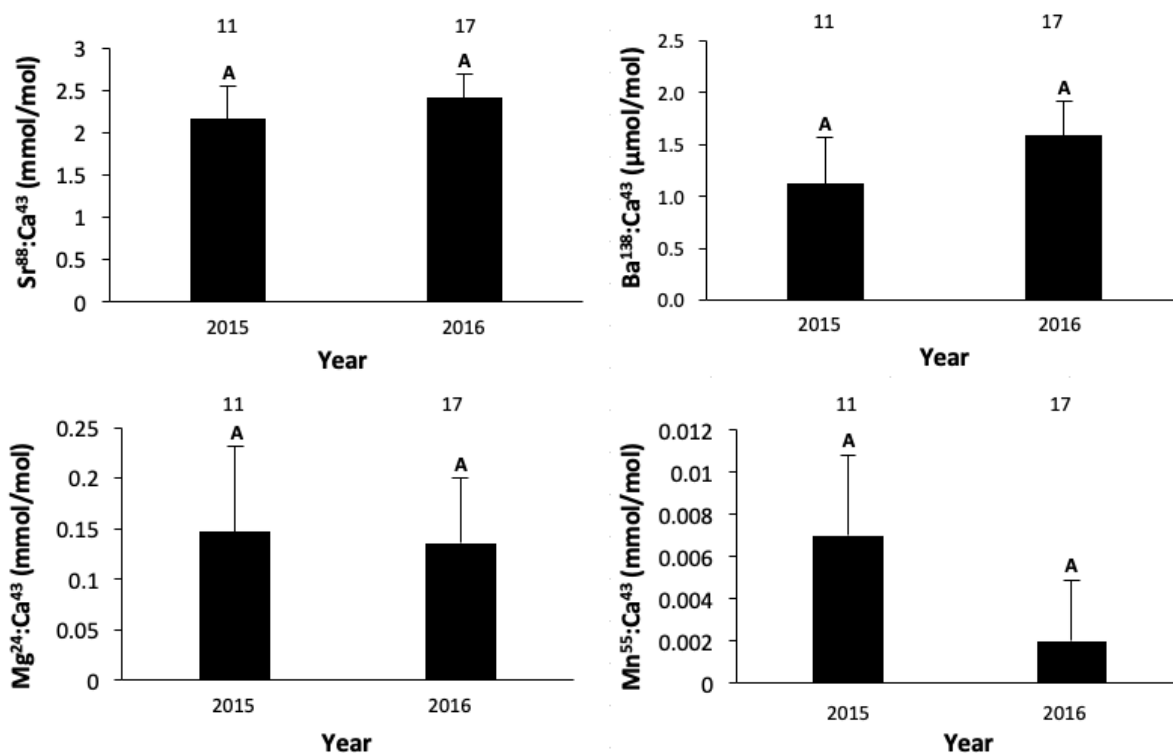 11 17
Sr⁸⁸:Ca⁴³ (mmol/mol)
3
2.5
2
1.5
1
0.5
0
A A
2015 2016
Year
11 17
Ba¹³⁸:Ca⁴³ (µmol/mol)
2.5
2.0
1.5
1.0
0.5
0.0
A A
2015 2016
Year
11 17
Mg²⁴:Ca⁴³ (mmol/mol)
0.25
0.2
0.15
0.1
0.05
0
A A
2015 2016
Year
11 17
Mn⁵⁵:Ca⁴³ (mmol/mol)
0.012
0.01
0.008
0.006
0.004
0.002
0
A A
2015 2016
Year